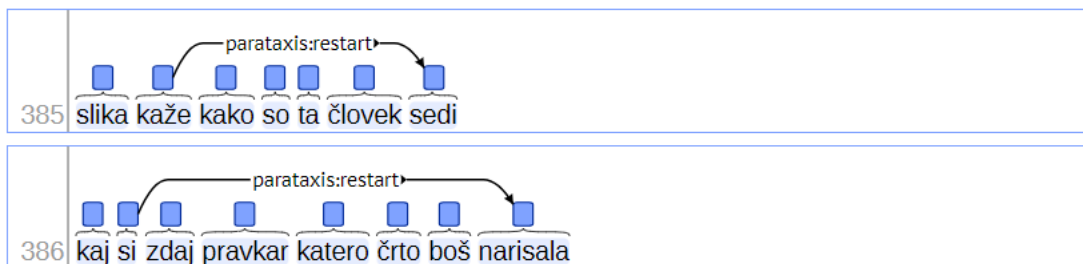 parataxis:restart
385 slika kaže kako so ta človek sedi
parataxis:restart
386 kaj si zdaj pravkar katero črto boš narisala